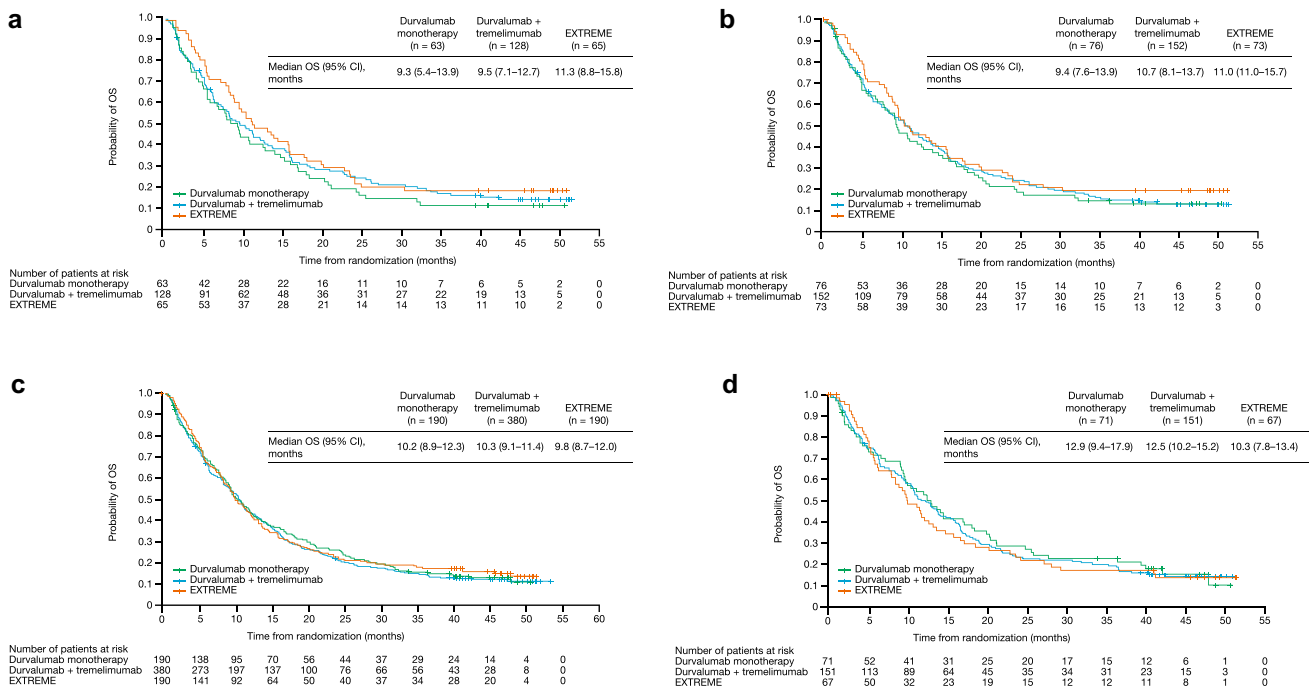 a
Durvalumab monotherapy (n = 63)
Durvalumab + tremelimumab (n = 128)
EXTREME (n = 65)
Median OS (95% CI), months 9.3 (5.4–13.9) 9.5 (7.1–12.7) 11.3 (8.8–15.8)
Probability of OS
1.0
0.9
0.8
0.7
0.6
0.5
0.4
0.3
0.2
0.1
0
Durvalumab monotherapy
Durvalumab + tremelimumab
EXTREME
0 5 10 15 20 25 30 35 40 45 50 55
Time from randomization (months)
Number of patients at risk
Durvalumab monotherapy 63 42 28 22 16 11 10 7 6 5 2 0
Durvalumab + tremelimumab 128 91 62 48 36 31 27 22 19 13 5 0
EXTREME 65 53 37 28 21 14 14 13 11 10 2 0
b
Durvalumab monotherapy (n = 76)
Durvalumab + tremelimumab (n = 152)
EXTREME (n = 73)
Median OS (95% CI), months 9.4 (7.6–13.9) 10.7 (8.1–13.7) 11.0 (11.0–15.7)
Probability of OS
1.0
0.9
0.8
0.7
0.6
0.5
0.4
0.3
0.2
0.1
0
Durvalumab monotherapy
Durvalumab + tremelimumab
EXTREME
0 5 10 15 20 25 30 35 40 45 50 55
Time from randomization (months)
Number of patients at risk
Durvalumab monotherapy 76 53 36 28 20 15 14 10 7 6 2 0
Durvalumab + tremelimumab 152 109 79 58 44 37 30 25 21 13 5 0
EXTREME 73 58 39 30 23 17 16 15 13 12 3 0
c
Durvalumab monotherapy (n = 190)
Durvalumab + tremelimumab (n = 380)
EXTREME (n = 190)
Median OS (95% CI), months 10.2 (8.9–12.3) 10.3 (9.1–11.4) 9.8 (8.7–12.0)
Probability of OS
1.0
0.9
0.8
0.7
0.6
0.5
0.4
0.3
0.2
0.1
0
Durvalumab monotherapy
Durvalumab + tremelimumab
EXTREME
0 5 10 15 20 25 30 35 40 45 50 55 60
Time from randomization (months)
Number of patients at risk
Durvalumab monotherapy 190 138 95 70 56 44 37 29 24 14 4 0
Durvalumab + tremelimumab 380 273 197 137 100 76 66 56 43 28 8 0
EXTREME 190 141 92 64 50 40 37 34 28 20 4 0
d
Durvalumab monotherapy (n = 71)
Durvalumab + tremelimumab (n = 151)
EXTREME (n = 67)
Median OS (95% CI), months 12.9 (9.4–17.9) 12.5 (10.2–15.2) 10.3 (7.8–13.4)
Probability of OS
1.0
0.9
0.8
0.7
0.6
0.5
0.4
0.3
0.2
0.1
0
Durvalumab monotherapy
Durvalumab + tremelimumab
EXTREME
0 5 10 15 20 25 30 35 40 45 50 55
Time from randomization (months)
Number of patients at risk
Durvalumab monotherapy 71 52 41 31 25 20 17 15 12 6 1 0
Durvalumab + tremelimumab 151 113 89 64 45 35 34 31 23 15 3 0
EXTREME 67 50 32 23 19 15 12 12 11 8 1 0